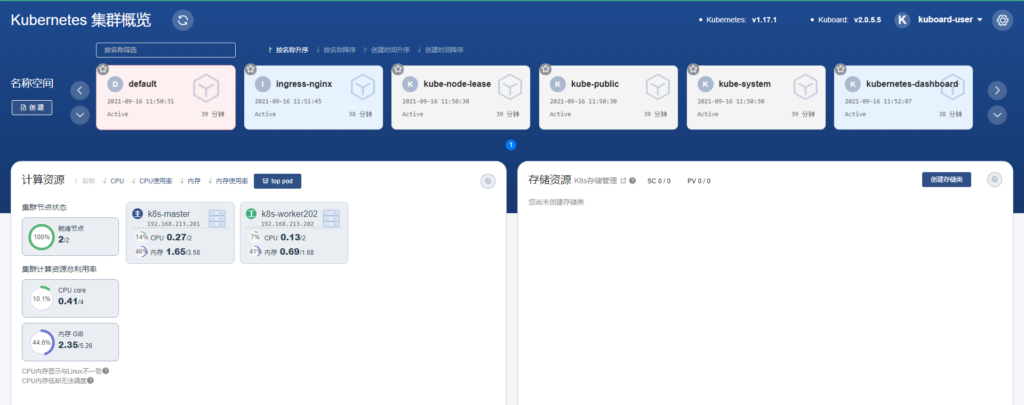 Kubernetes 集群概览
Kubernetes: v1.17.1
Kuboard: v2.0.5.5
K kuboard-user
按名称筛选
按名称升序 按名称降序 创建时间升序 创建时间降序
名称空间
创建
D default
2021-09-16 11:50:31
Active 39 分钟
I ingress-nginx
2021-09-16 11:51:45
Active 38 分钟
K kube-node-lease
2021-09-16 11:50:30
Active 39 分钟
K kube-public
2021-09-16 11:50:30
Active 39 分钟
K kube-system
2021-09-16 11:50:30
Active 39 分钟
K kubernetes-dashboard
2021-09-16 11:52:07
Active 38 分钟
1
计算资源 名称 CPU CPU使用率 内存 内存使用率 top pod
集群节点状态
100% 就绪节点
2/2
k8s-master
192.168.213.201
14% CPU 0.27/2
46% 内存 1.65/3.58
k8s-worker202
192.168.213.202
7% CPU 0.13/2
41% 内存 0.69/1.68
集群计算资源总利用率
10.1% CPU core
0.41/4
44.6% 内存 GiB
2.35/5.26
CPU内存显示与Linux不一致
CPU内存低却无法调度
存储资源 K8s存储管理 SC 0 / 0 PV 0 / 0 创建存储类
您尚未创建存储类